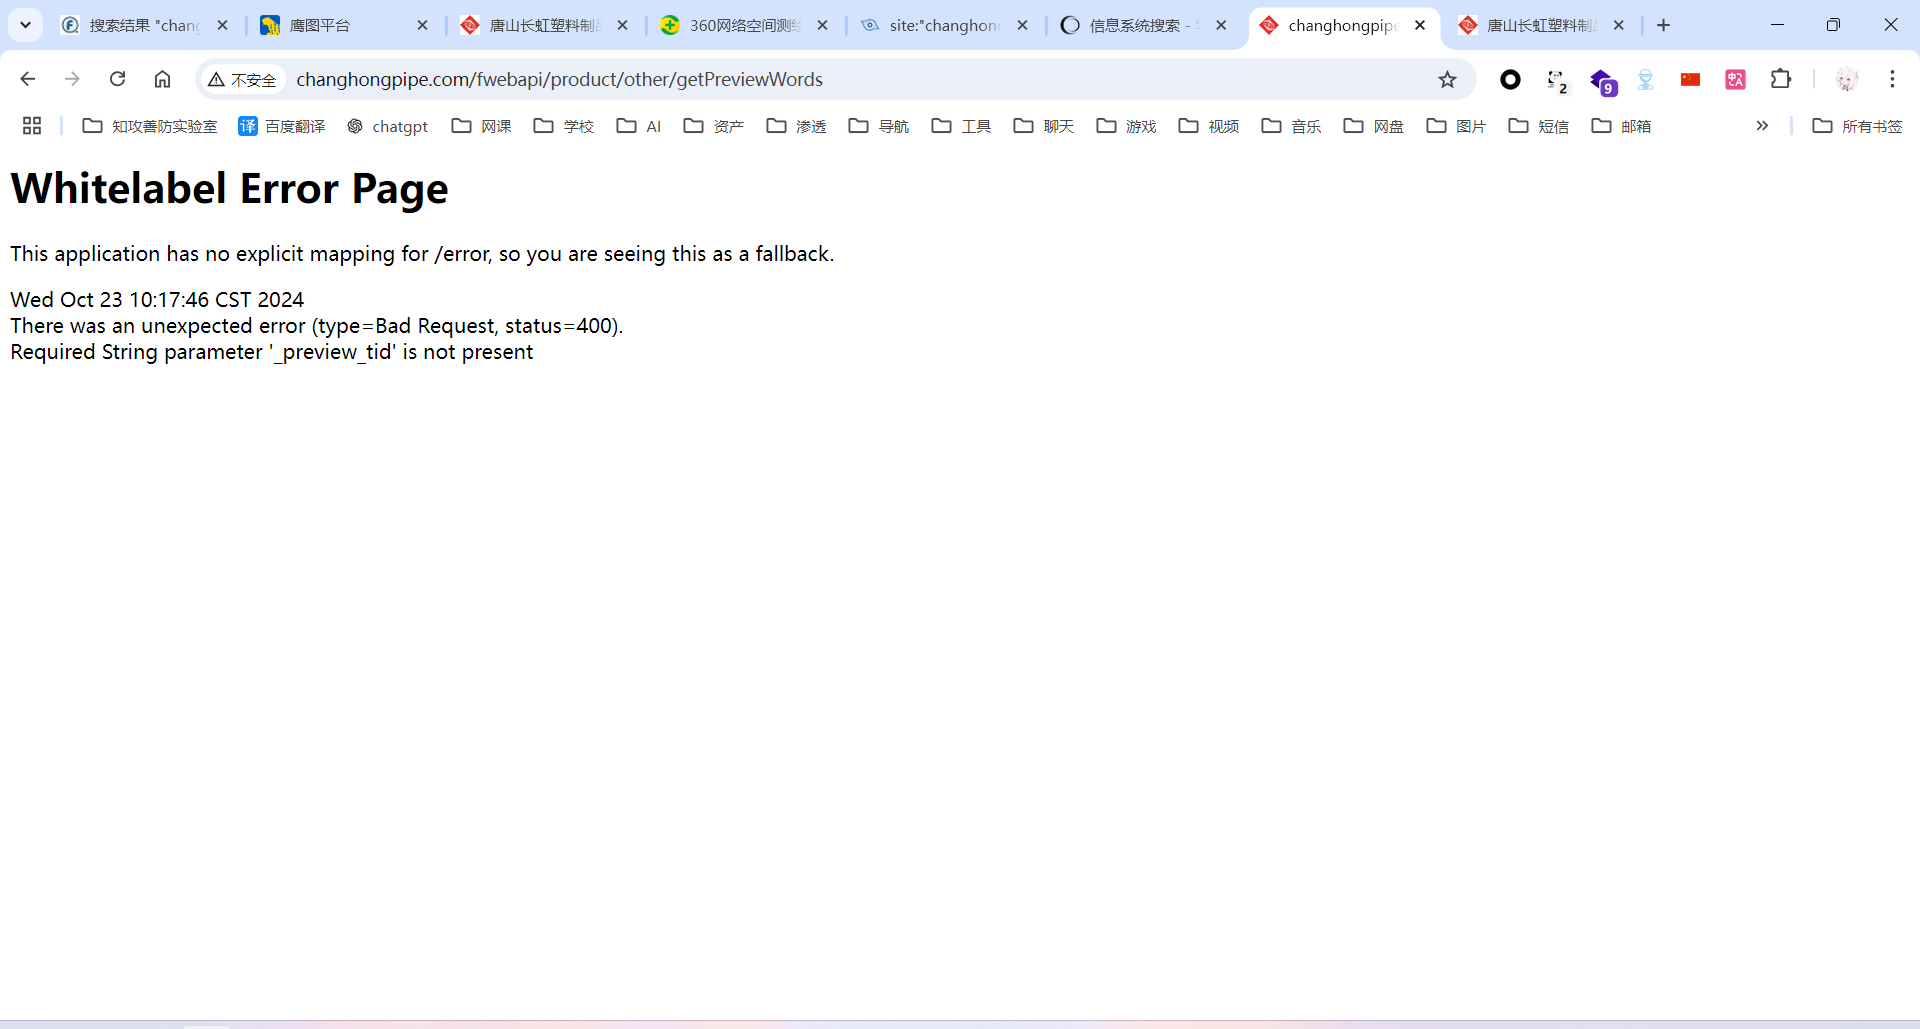 搜索结果 "chang
鹰图平台
唐山长虹塑料制品
360网络空间测绘
site:"changhong
信息系统搜索 -
changhongpipe
唐山长虹塑料制品
不安全
changhongpipe.com/fwebapi/product/other/getPreviewWords
2
9
知攻善防实验室
译 百度翻译
chatgpt
网课
学校
AI
资产
渗透
导航
工具
聊天
游戏
视频
音乐
网盘
图片
短信
邮箱
所有书签
Whitelabel Error Page
This application has no explicit mapping for /error, so you are seeing this as a fallback.
Wed Oct 23 10:17:46 CST 2024
There was an unexpected error (type=Bad Request, status=400).
Required String parameter '_preview_tid' is not present